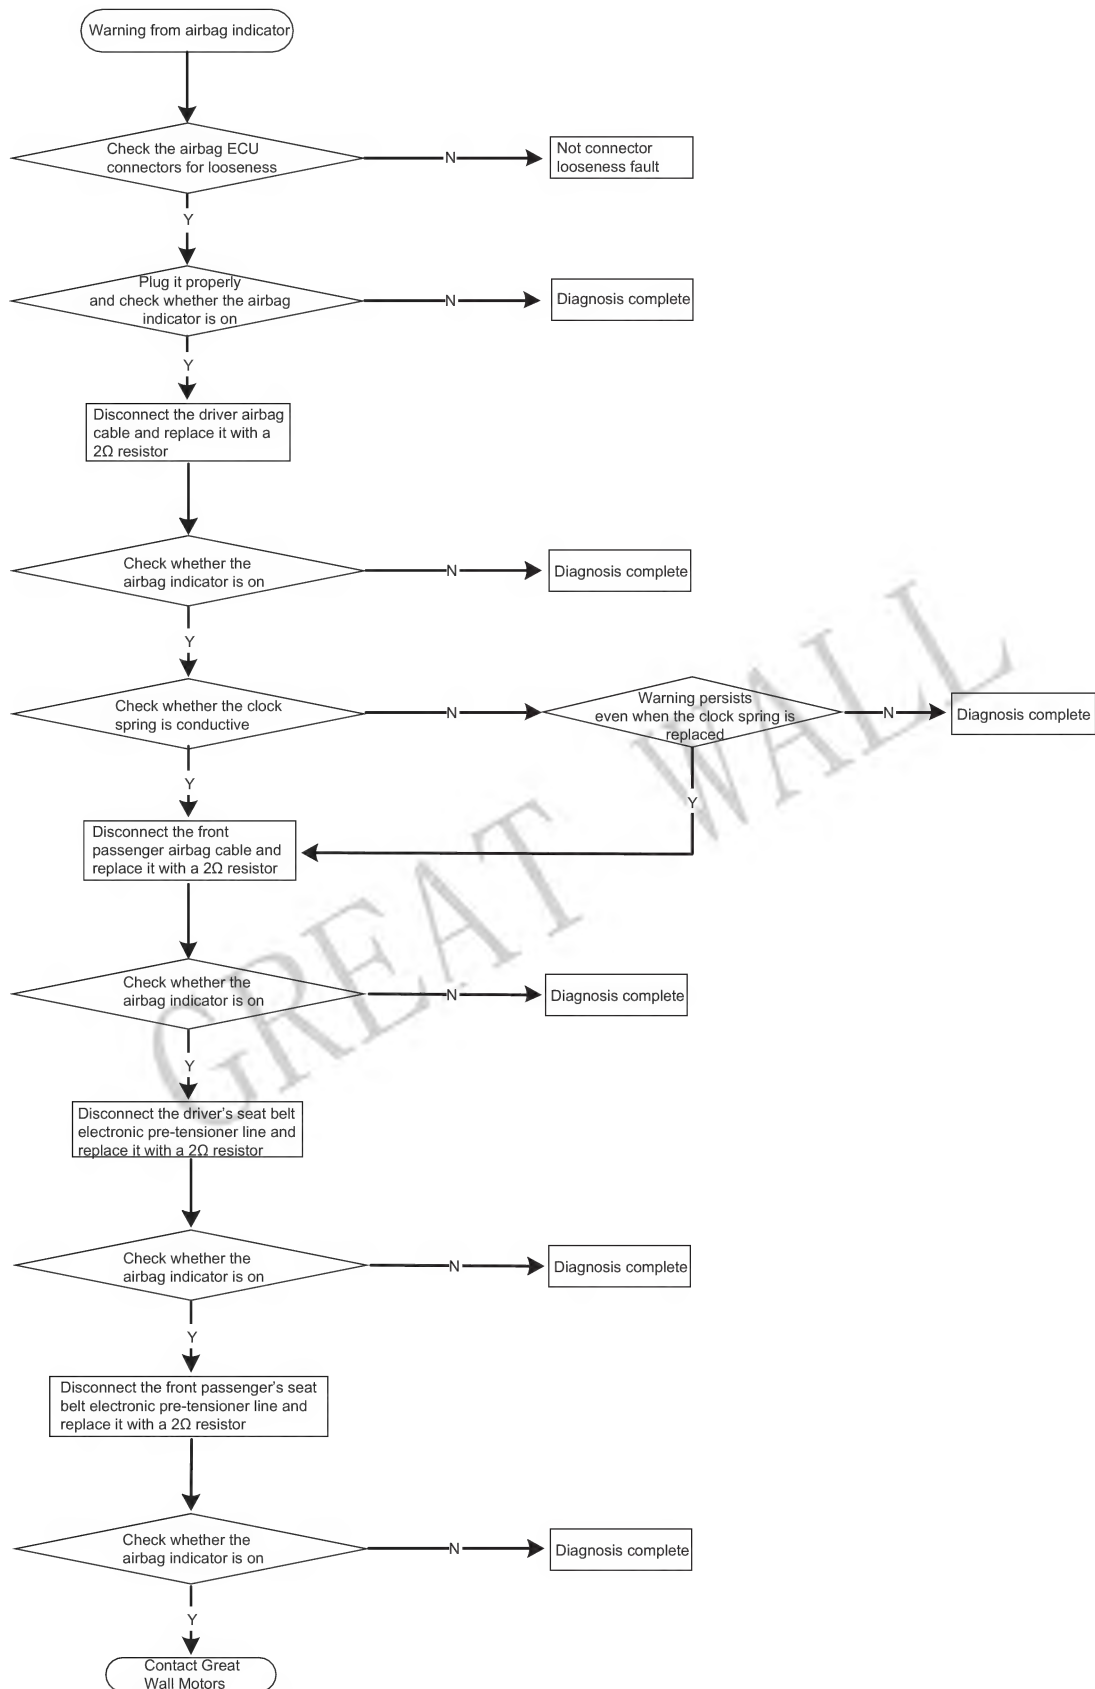 Warning from airbag indicator
Check the airbag ECU
connectors for looseness
N
Not connector
looseness fault
Y
Plug it properly
and check whether the airbag
indicator is on
N
Diagnosis complete
Y
Disconnect the driver airbag
cable and replace it with a
2Ω resistor
Check whether the
airbag indicator is on
N
Diagnosis complete
Y
Check whether the clock
spring is conductive
N
Warning persists
even when the clock spring is
replaced
N
Diagnosis complete
Y
Y
Disconnect the front
passenger airbag cable and
replace it with a 2Ω resistor
Check whether the
airbag indicator is on
N
Diagnosis complete
Y
Disconnect the driver's seat belt
electronic pre-tensioner line and
replace it with a 2Ω resistor
Check whether the
airbag indicator is on
N
Diagnosis complete
Y
Disconnect the front passenger's seat
belt electronic pre-tensioner line and
replace it with a 2Ω resistor
Check whether the
airbag indicator is on
N
Diagnosis complete
Y
Contact Great
Wall Motors
GREAT WALL